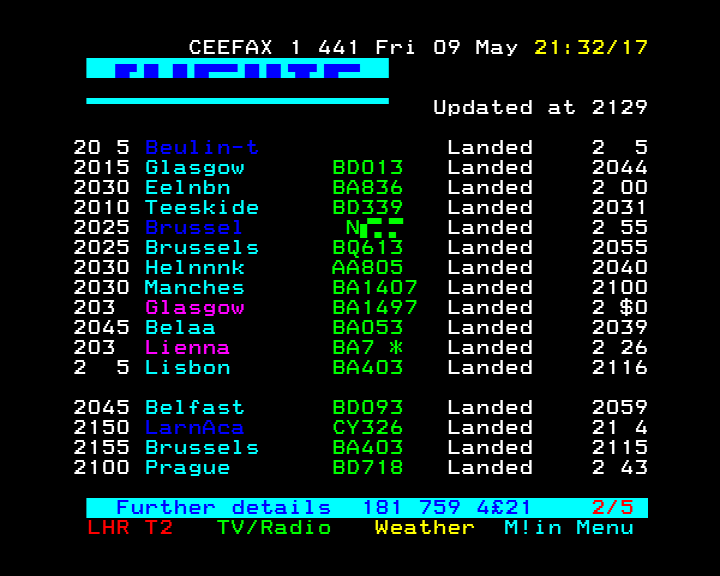 CEEFAX 1 441 Fri 09 May 21:32/17
Updated at 2129
20 5 Beulin-t Landed 2  5
2015 Glasgow BD013 Landed 2044
2030 Eelnbn BA836 Landed 2 00
2010 Teeskide BD339 Landed 2031
2025 Brussel N Landed 2 55
2025 Brussels BQ613 Landed 2055
2030 Helnnnk AA805 Landed 2040
2030 Manches BA1407 Landed 2100
203  Glasgow BA1497 Landed 2 $0
2045 Belaa BA053 Landed 2039
203  Lienna BA7 * Landed 2 26
2  5 Lisbon BA403 Landed 2116
2045 Belfast BD093 Landed 2059
2150 LarnAca CY326 Landed 21 4
2155 Brussels BA403 Landed 2115
2100 Prague BD718 Landed 2 43
Further details 181 759 4£21 2/5
LHR T2 TV/Radio Weather M!in Menu